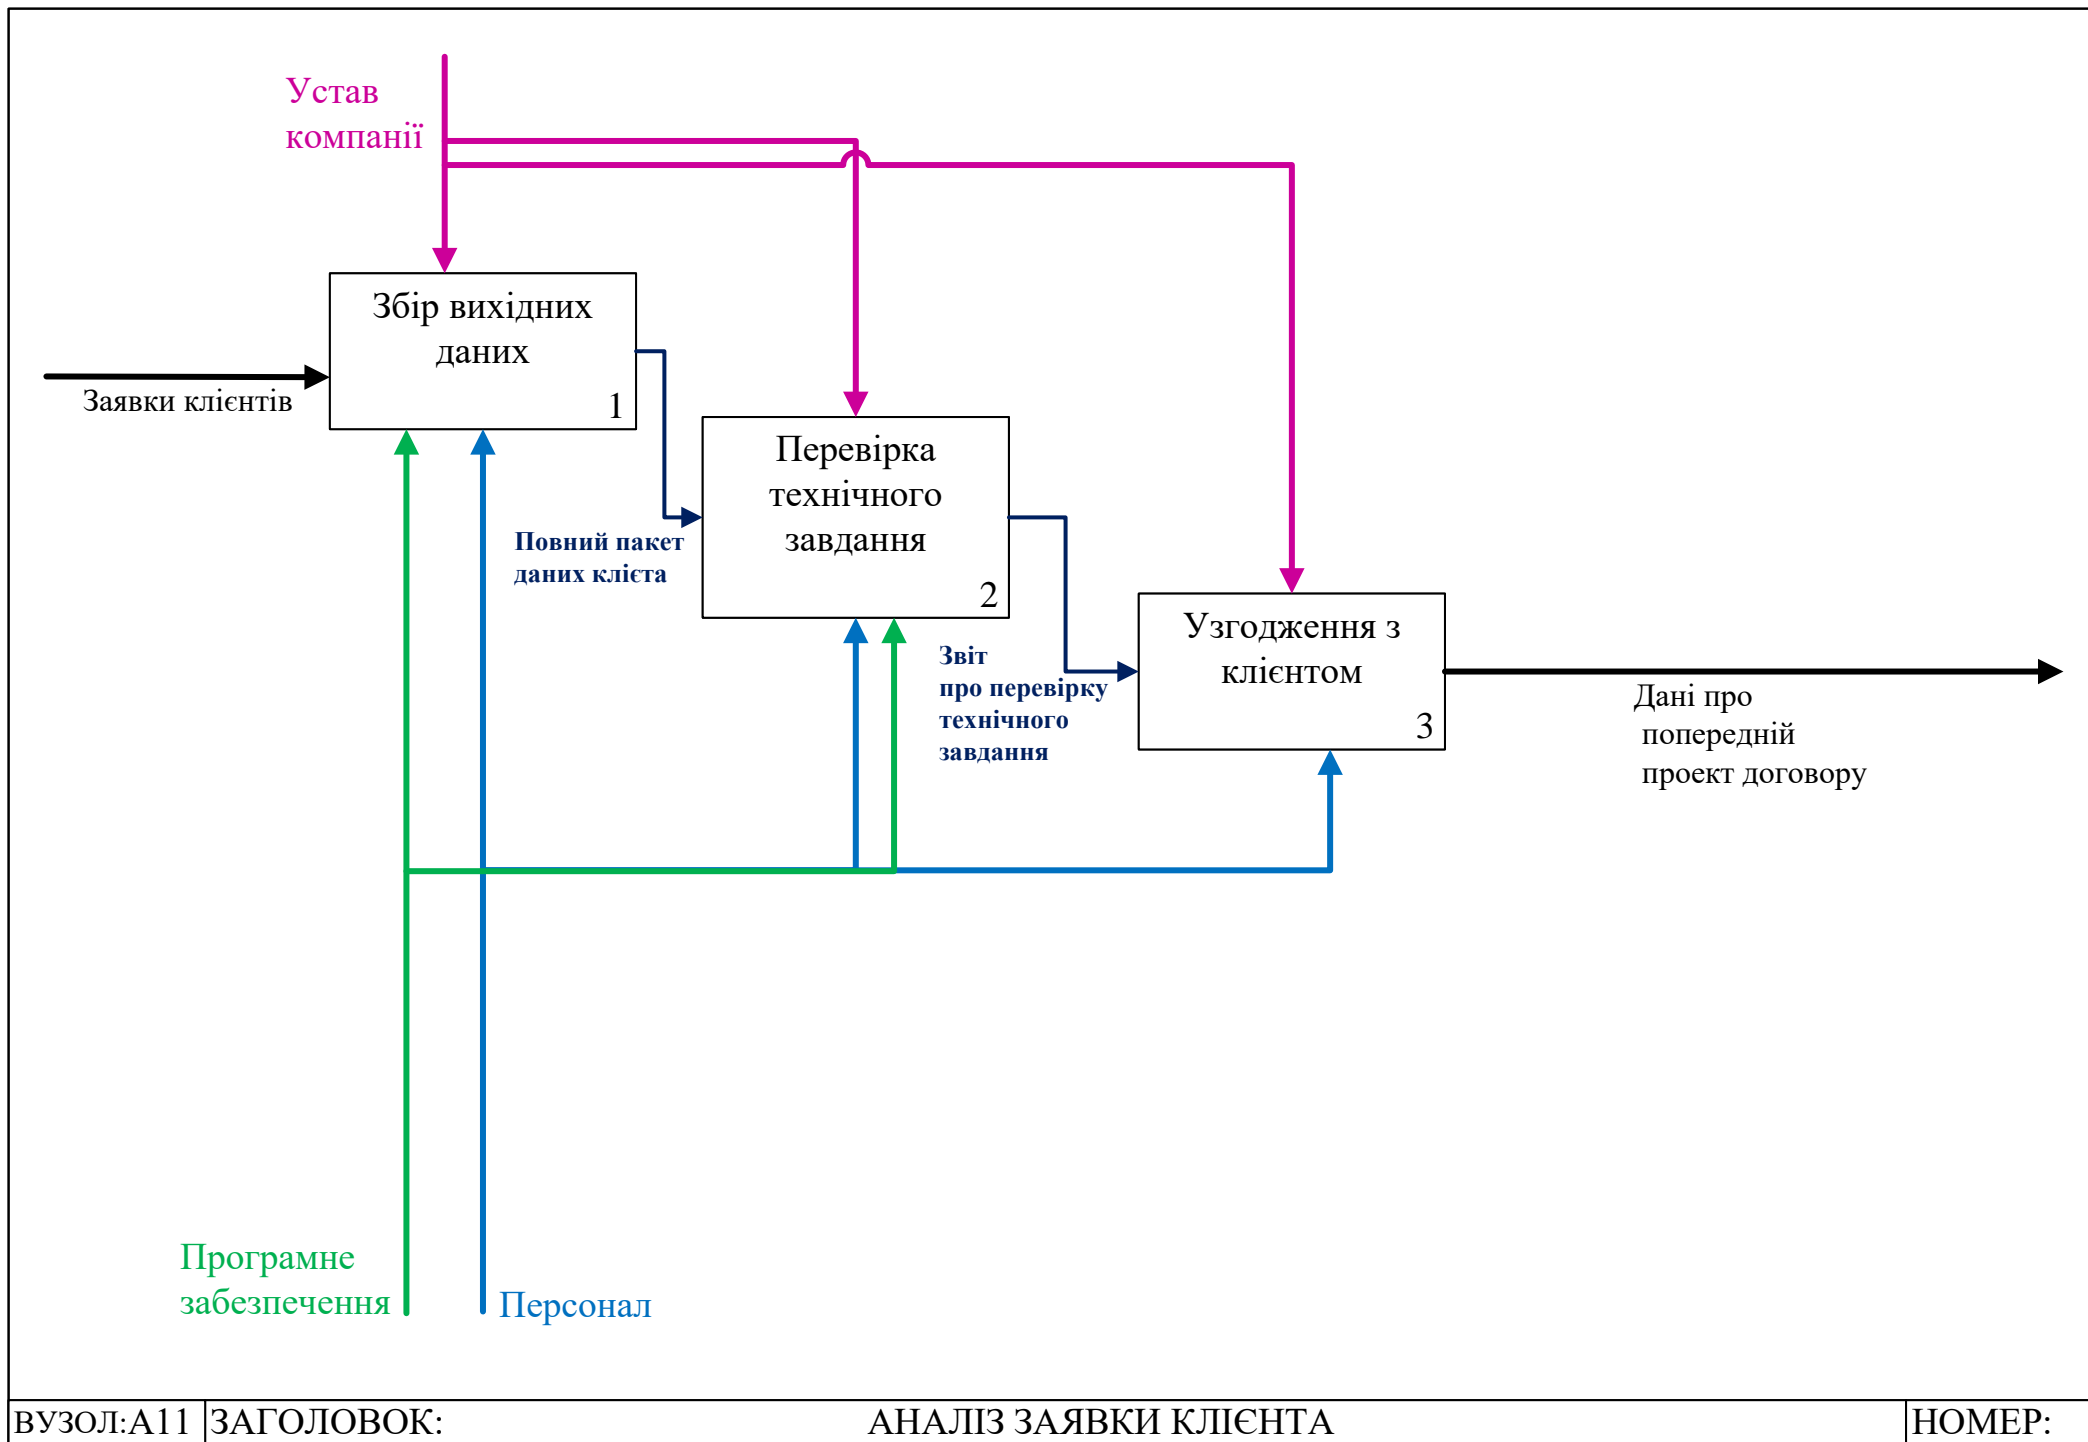 Устав
компанії
Збір вихідних
даних
1
Заявки клієнтів
Перевірка
технічного
завдання
2
Повний пакет
даних клієта
Узгодження з
клієнтом
3
Звіт
про перевірку
технічного
завдання
Дані про
попередній
проект договору
Програмне
забезпечення
Персонал
ВУЗОЛ:А11 ЗАГОЛОВОК: АНАЛІЗ ЗАЯВКИ КЛІЄНТА НОМЕР: